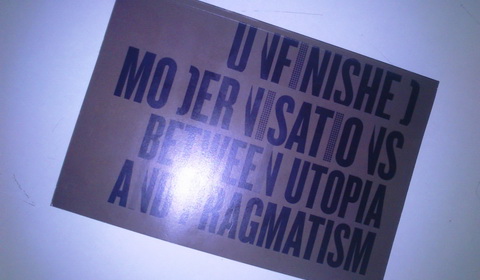 UNFINISHED
MODERNISATIONS
BETWEEN UTOPIA
AND PRAGMATISM